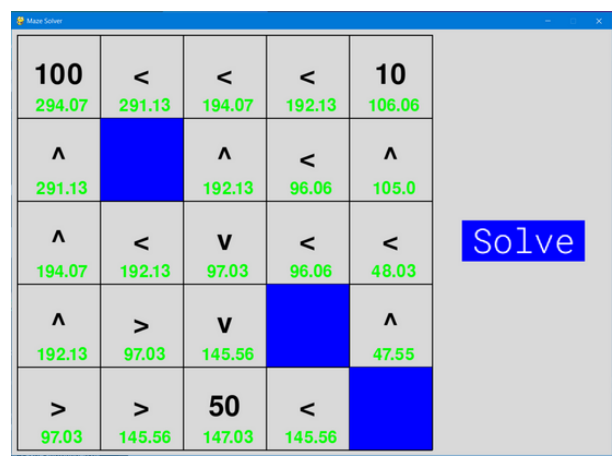 Maze Solver
100 < < < 10
294.07 291.13 194.07 192.13 106.06
^ ^ < ^
291.13 192.13 96.06 105.0
^ < v < <
194.07 192.13 97.03 96.06 48.03
^ > v ^
192.13 97.03 145.56 47.55
> > 50 <
97.03 145.56 147.03 145.56
Solve